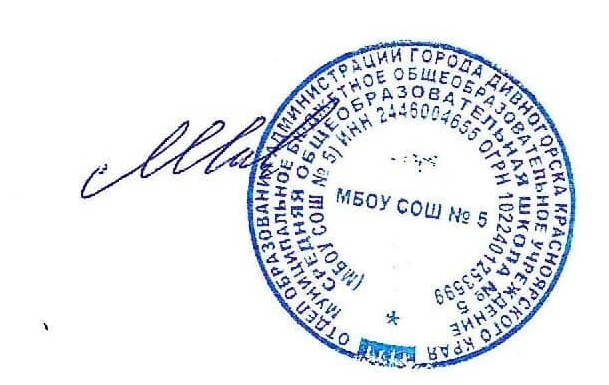 ОТДЕЛ ОБРАЗОВАНИЯ АДМИНИСТРАЦИИ ГОРОДА ДИВНОГОРСКА КРАСНОЯРСКОГО КРАЯ
МУНИЦИПАЛЬНОЕ БЮДЖЕТНОЕ ОБЩЕОБРАЗОВАТЕЛЬНОЕ УЧРЕЖДЕНИЕ
СРЕДНЯЯ ОБЩЕОБРАЗОВАТЕЛЬНАЯ ШКОЛА № 5
(МБОУ СОШ № 5) ИНН 2446004655 ОГРН 1022401253599
МБОУ СОШ № 5
*